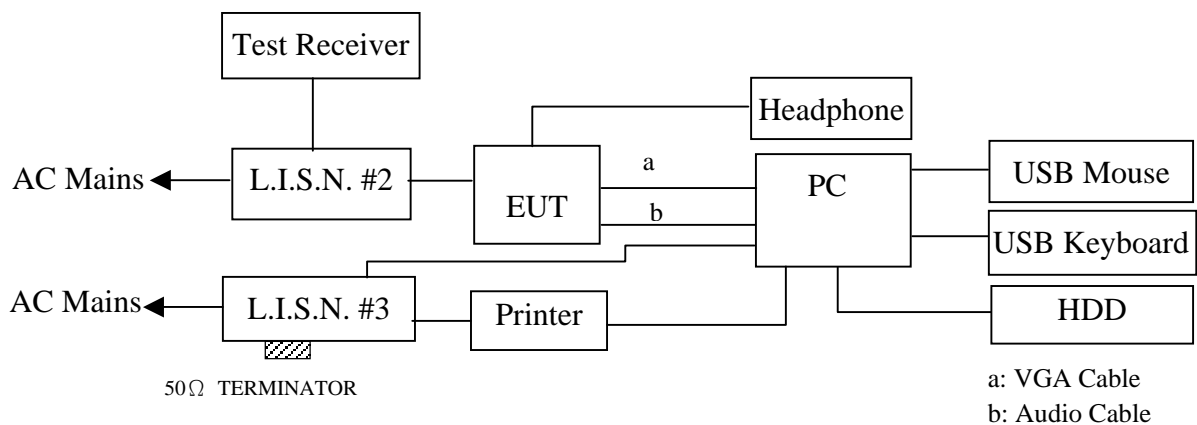 Test Receiver
Headphone
AC Mains
L.I.S.N. #2
EUT
a
b
PC
USB Mouse
USB Keyboard
AC Mains
L.I.S.N. #3
Printer
HDD
50Ω TERMINATOR
a: VGA Cable
b: Audio Cable